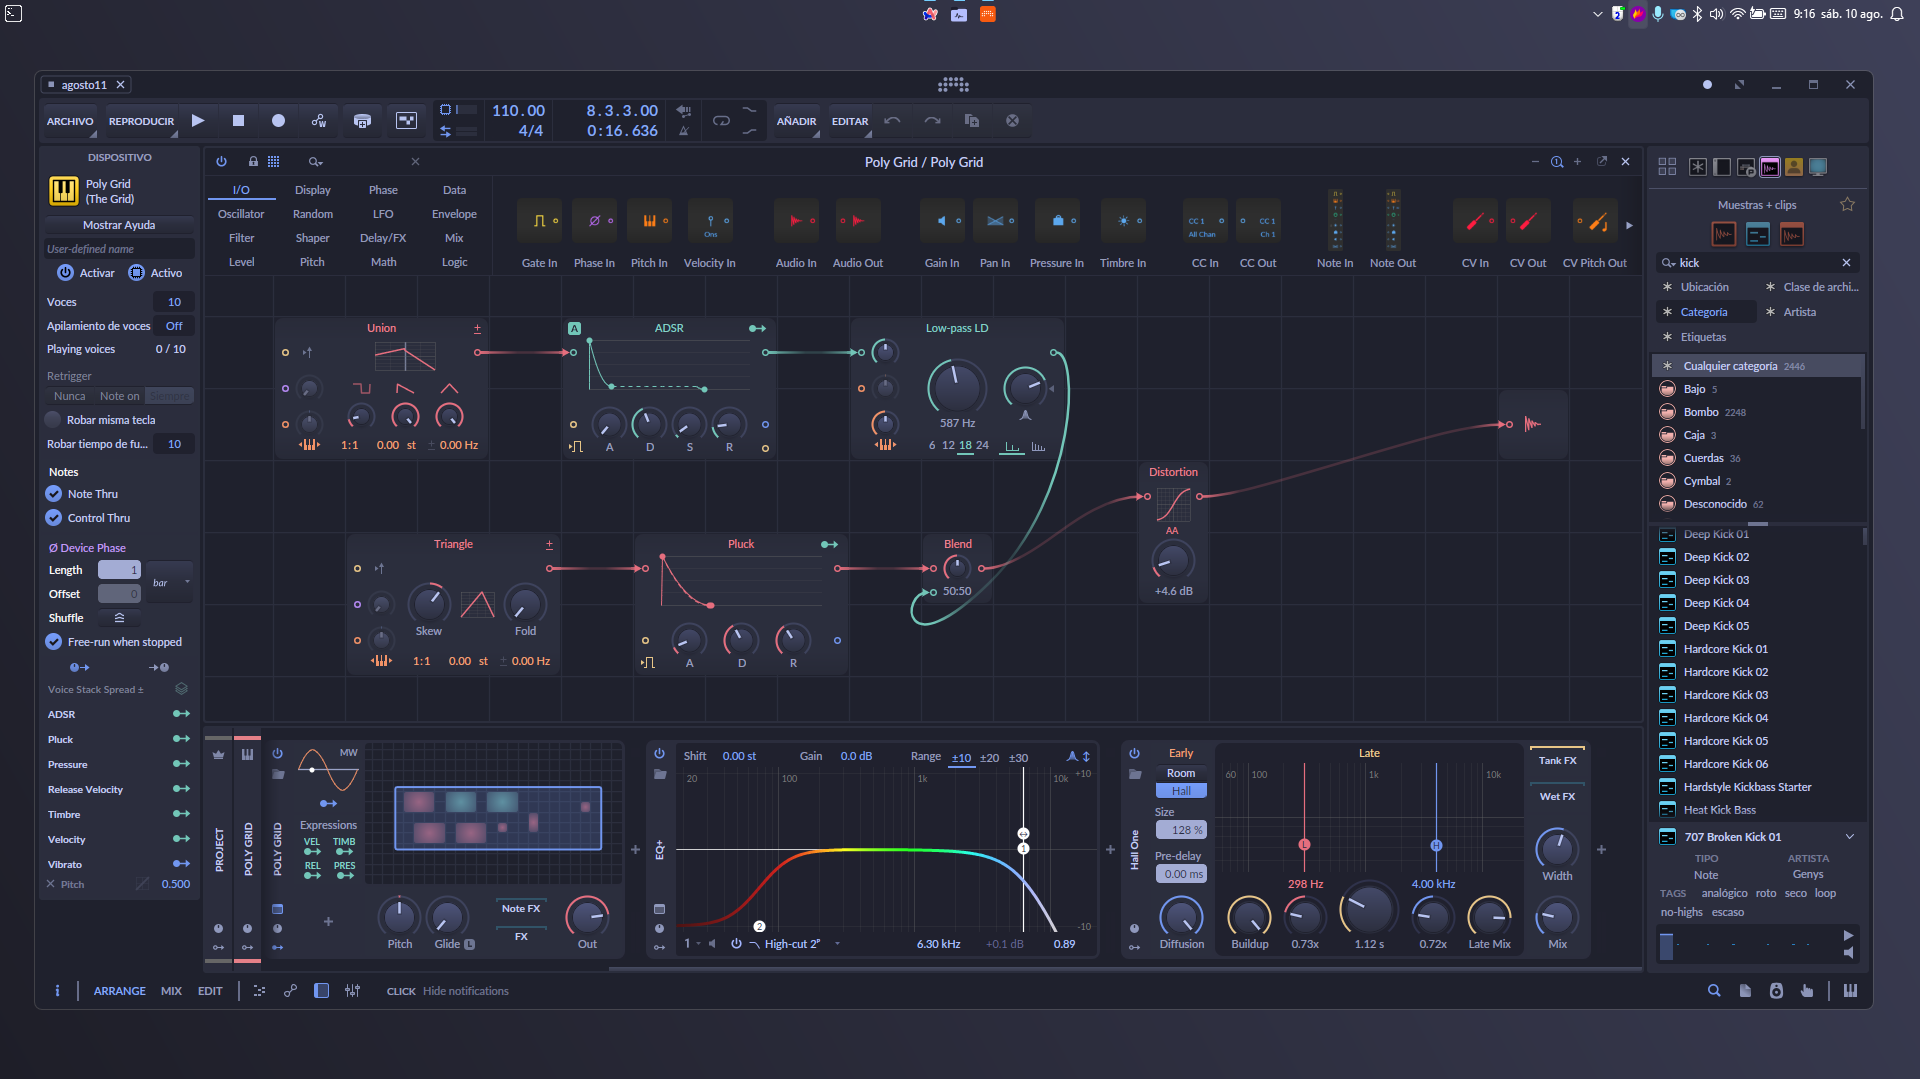 9:16 sáb. 10 ago.
agosto11
ARCHIVO
REPRODUCIR
110.00
4/4
8.3.3.00
0:16.636
AÑADIR
EDITAR
DISPOSITIVO
Poly Grid
(The Grid)
Mostrar Ayuda
User-defined name
Activar
Activo
Voces 10
Apilamiento de voces Off
Playing voices 0 / 10
Retrigger
Nunca Note on Siempre
Robar misma tecla
Robar tiempo de fu... 10
Notes
Note Thru
Control Thru
Ø Device Phase
Length 1
bar
Offset 0
Shuffle
Free-run when stopped
Voice Stack Spread ±
ADSR
Pluck
Pressure
Release Velocity
Timbre
Velocity
Vibrato
Pitch 0.500
Poly Grid / Poly Grid
I/O Display Phase Data
Oscillator Random LFO Envelope
Filter Shaper Delay/FX Mix
Level Pitch Math Logic
Ons
CC 1
All Chan
CC 1
Ch 1
Gate In Phase In Pitch In Velocity In Audio In Audio Out Gain In Pan In Pressure In Timbre In CC In CC Out Note In Note Out CV In CV Out CV Pitch Out
Union
1:1 0.00 st ± 0.00 Hz
A ADSR
A D S R
Low-pass LD
587 Hz
6 12 18 24
Triangle
Skew
Fold
1:1 0.00 st ± 0.00 Hz
Pluck
A D R
Blend
50:50
Distortion
AA
+4.6 dB
PROJECT
POLY GRID
POLY GRID
MW
Expressions
VEL TIMB
REL PRES
Pitch
Glide L
Note FX
FX
Out
EQ+
Shift 0.00 st Gain 0.0 dB Range ±10 ±20 ±30
20 100 1k 10k +10
1
2
-10
1 High-cut 2P 6.30 kHz +0.1 dB 0.89
Hall One
Early
Room
Hall
Size
128 %
Pre-delay
0.00 ms
Diffusion
Late
60 100 1k 10k
L
H
298 Hz
4.00 kHz
Buildup 0.73x 1.12 s 0.72x Late Mix
Tank FX
Wet FX
Width
Mix
Muestras + clips
kick
Ubicación
Clase de archi...
Categoría
Artista
Etiquetas
Cualquier categoría 2446
Bajo 5
Bombo 2248
Caja 3
Cuerdas 36
Cymbal 2
Desconocido 62
Deep Kick 01
Deep Kick 02
Deep Kick 03
Deep Kick 04
Deep Kick 05
Hardcore Kick 01
Hardcore Kick 02
Hardcore Kick 03
Hardcore Kick 04
Hardcore Kick 05
Hardcore Kick 06
Hardstyle Kickbass Starter
Heat Kick Bass
707 Broken Kick 01
TIPO
Note
ARTISTA
Genys
TAGS analógico roto seco loop
no-highs escaso
i
ARRANGE MIX EDIT
CLICK Hide notifications